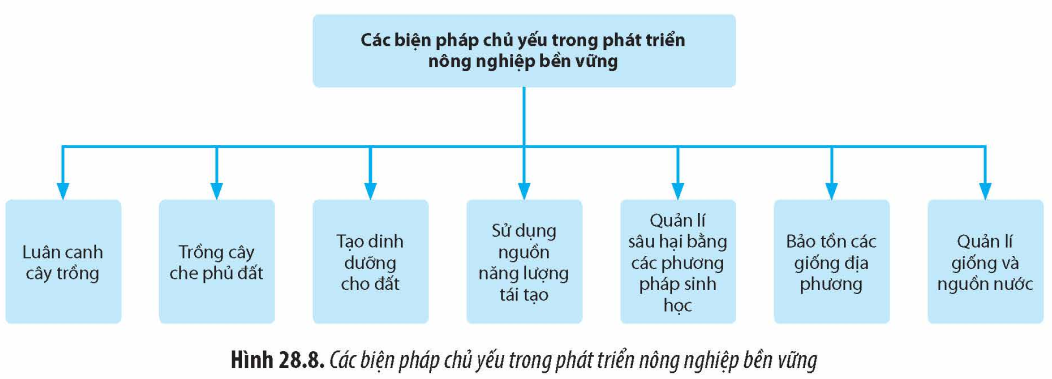 Các biện pháp chủ yếu trong phát triển
nông nghiệp bền vững
Luân canh
cây trồng
Trồng cây
che phủ đất
Tạo dinh
dưỡng
cho đất
Sử dụng
nguồn
năng lượng
tái tạo
Quản lí
sâu hại bằng
các phương
pháp sinh
học
Bảo tồn các
giống địa
phương
Quản lí
giống và
nguồn nước
Hình 28.8. Các biện pháp chủ yếu trong phát triển nông nghiệp bền vững